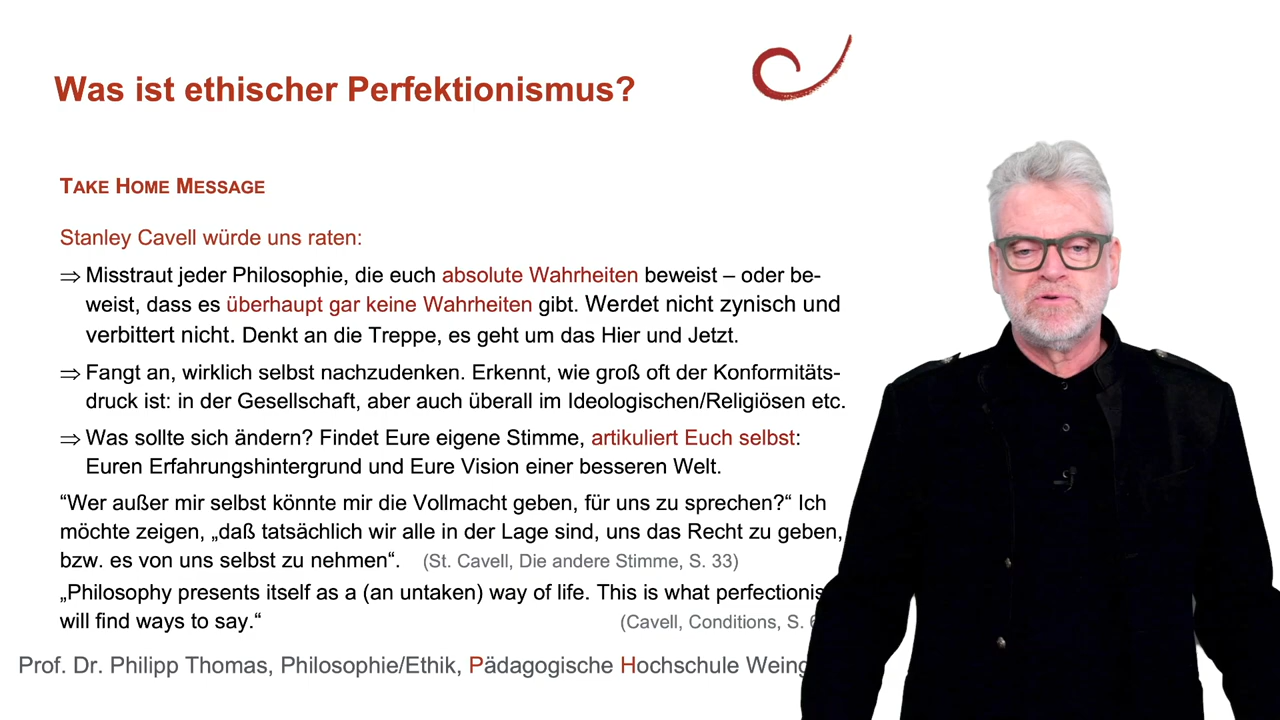 Was ist ethischer Perfektionismus?
TAKE HOME MESSAGE
Stanley Cavell würde uns raten:
⇒ Misstraut jeder Philosophie, die euch absolute Wahrheiten beweist – oder be-
weist, dass es überhaupt gar keine Wahrheiten gibt. Werdet nicht zynisch und
verbittert nicht. Denkt an die Treppe, es geht um das Hier und Jetzt.
⇒ Fangt an, wirklich selbst nachzudenken. Erkennt, wie groß oft der Konformitäts-
druck ist: in der Gesellschaft, aber auch überall im Ideologischen/Religiösen etc.
⇒ Was sollte sich ändern? Findet Eure eigene Stimme, artikuliert Euch selbst:
Euren Erfahrungshintergrund und Eure Vision einer besseren Welt.
“Wer außer mir selbst könnte mir die Vollmacht geben, für uns zu sprechen?“ Ich
möchte zeigen, „daß tatsächlich wir alle in der Lage sind, uns das Recht zu geben,
bzw. es von uns selbst zu nehmen“. (St. Cavell, Die andere Stimme, S. 33)
„Philosophy presents itself as a (an untaken) way of life. This is what
will find ways to say.“ (Cavell, Conditions, S.
Prof. Dr. Philipp Thomas, Philosophie/Ethik, Pädagogische Hochschule